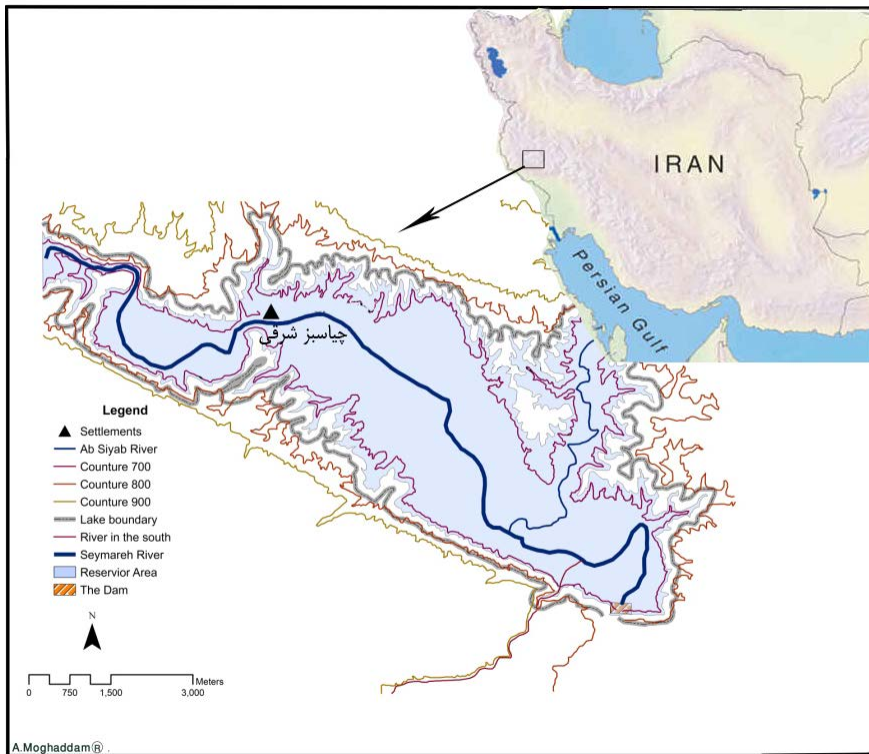 IRAN
Persian Gulf
چیاسبز شرقی
Legend
Settlements
Ab Siyab River
Counture 700
Counture 800
Counture 900
Lake boundary
River in the south
Seymareh River
Reservior Area
The Dam
N
Meters
0 750 1,500 3,000
A.Moghaddam ® .